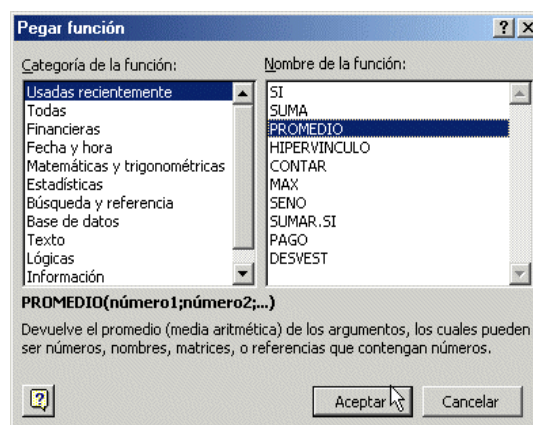 Pegar función
Categoría de la función:
Nombre de la función:
Usadas recientemente
Todas
Financieras
Fecha y hora
Matemáticas y trigonométricas
Estadísticas
Búsqueda y referencia
Base de datos
Texto
Lógicas
Información
SI
SUMA
PROMEDIO
HIPERVINCULO
CONTAR
MAX
SENO
SUMAR.SI
PAGO
DESVEST
PROMEDIO(número1;número2;...)
Devuelve el promedio (media aritmética) de los argumentos, los cuales pueden
ser números, nombres, matrices, o referencias que contengan números.
Aceptar
Cancelar